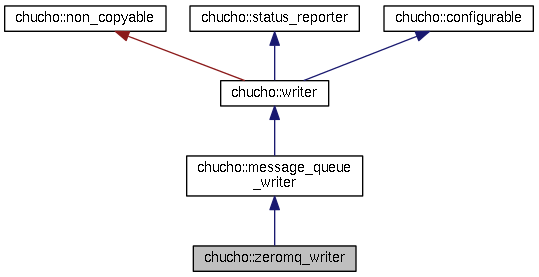 chucho::non_copyable
chucho::status_reporter
chucho::configurable
chucho::writer
chucho::message_queue
_writer
chucho::zeromq_writer